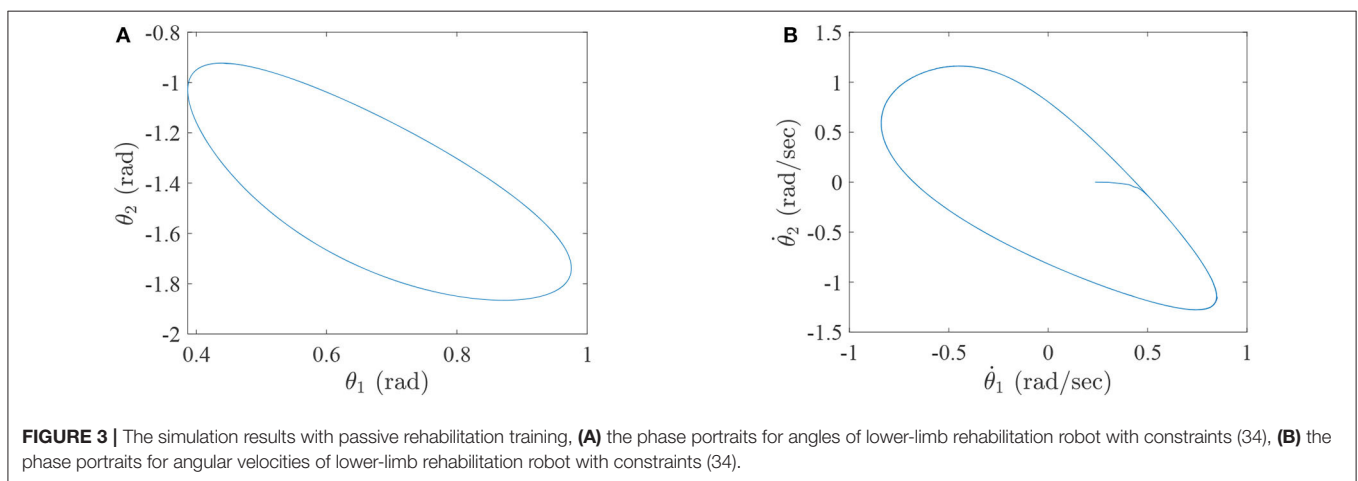 A
-0.8
-1
-1.2
-1.4
-1.6
-1.8
-2
θ₂ (rad)
0.4 0.6 0.8 1
θ₁ (rad)
B
1.5
1
0.5
0
-0.5
-1
-1.5
θ̇₂ (rad/sec)
-1 -0.5 0 0.5 1
θ̇₁ (rad/sec)
FIGURE 3 | The simulation results with passive rehabilitation training, (A) the phase portraits for angles of lower-limb rehabilitation robot with constraints (34), (B) the
phase portraits for angular velocities of lower-limb rehabilitation robot with constraints (34).